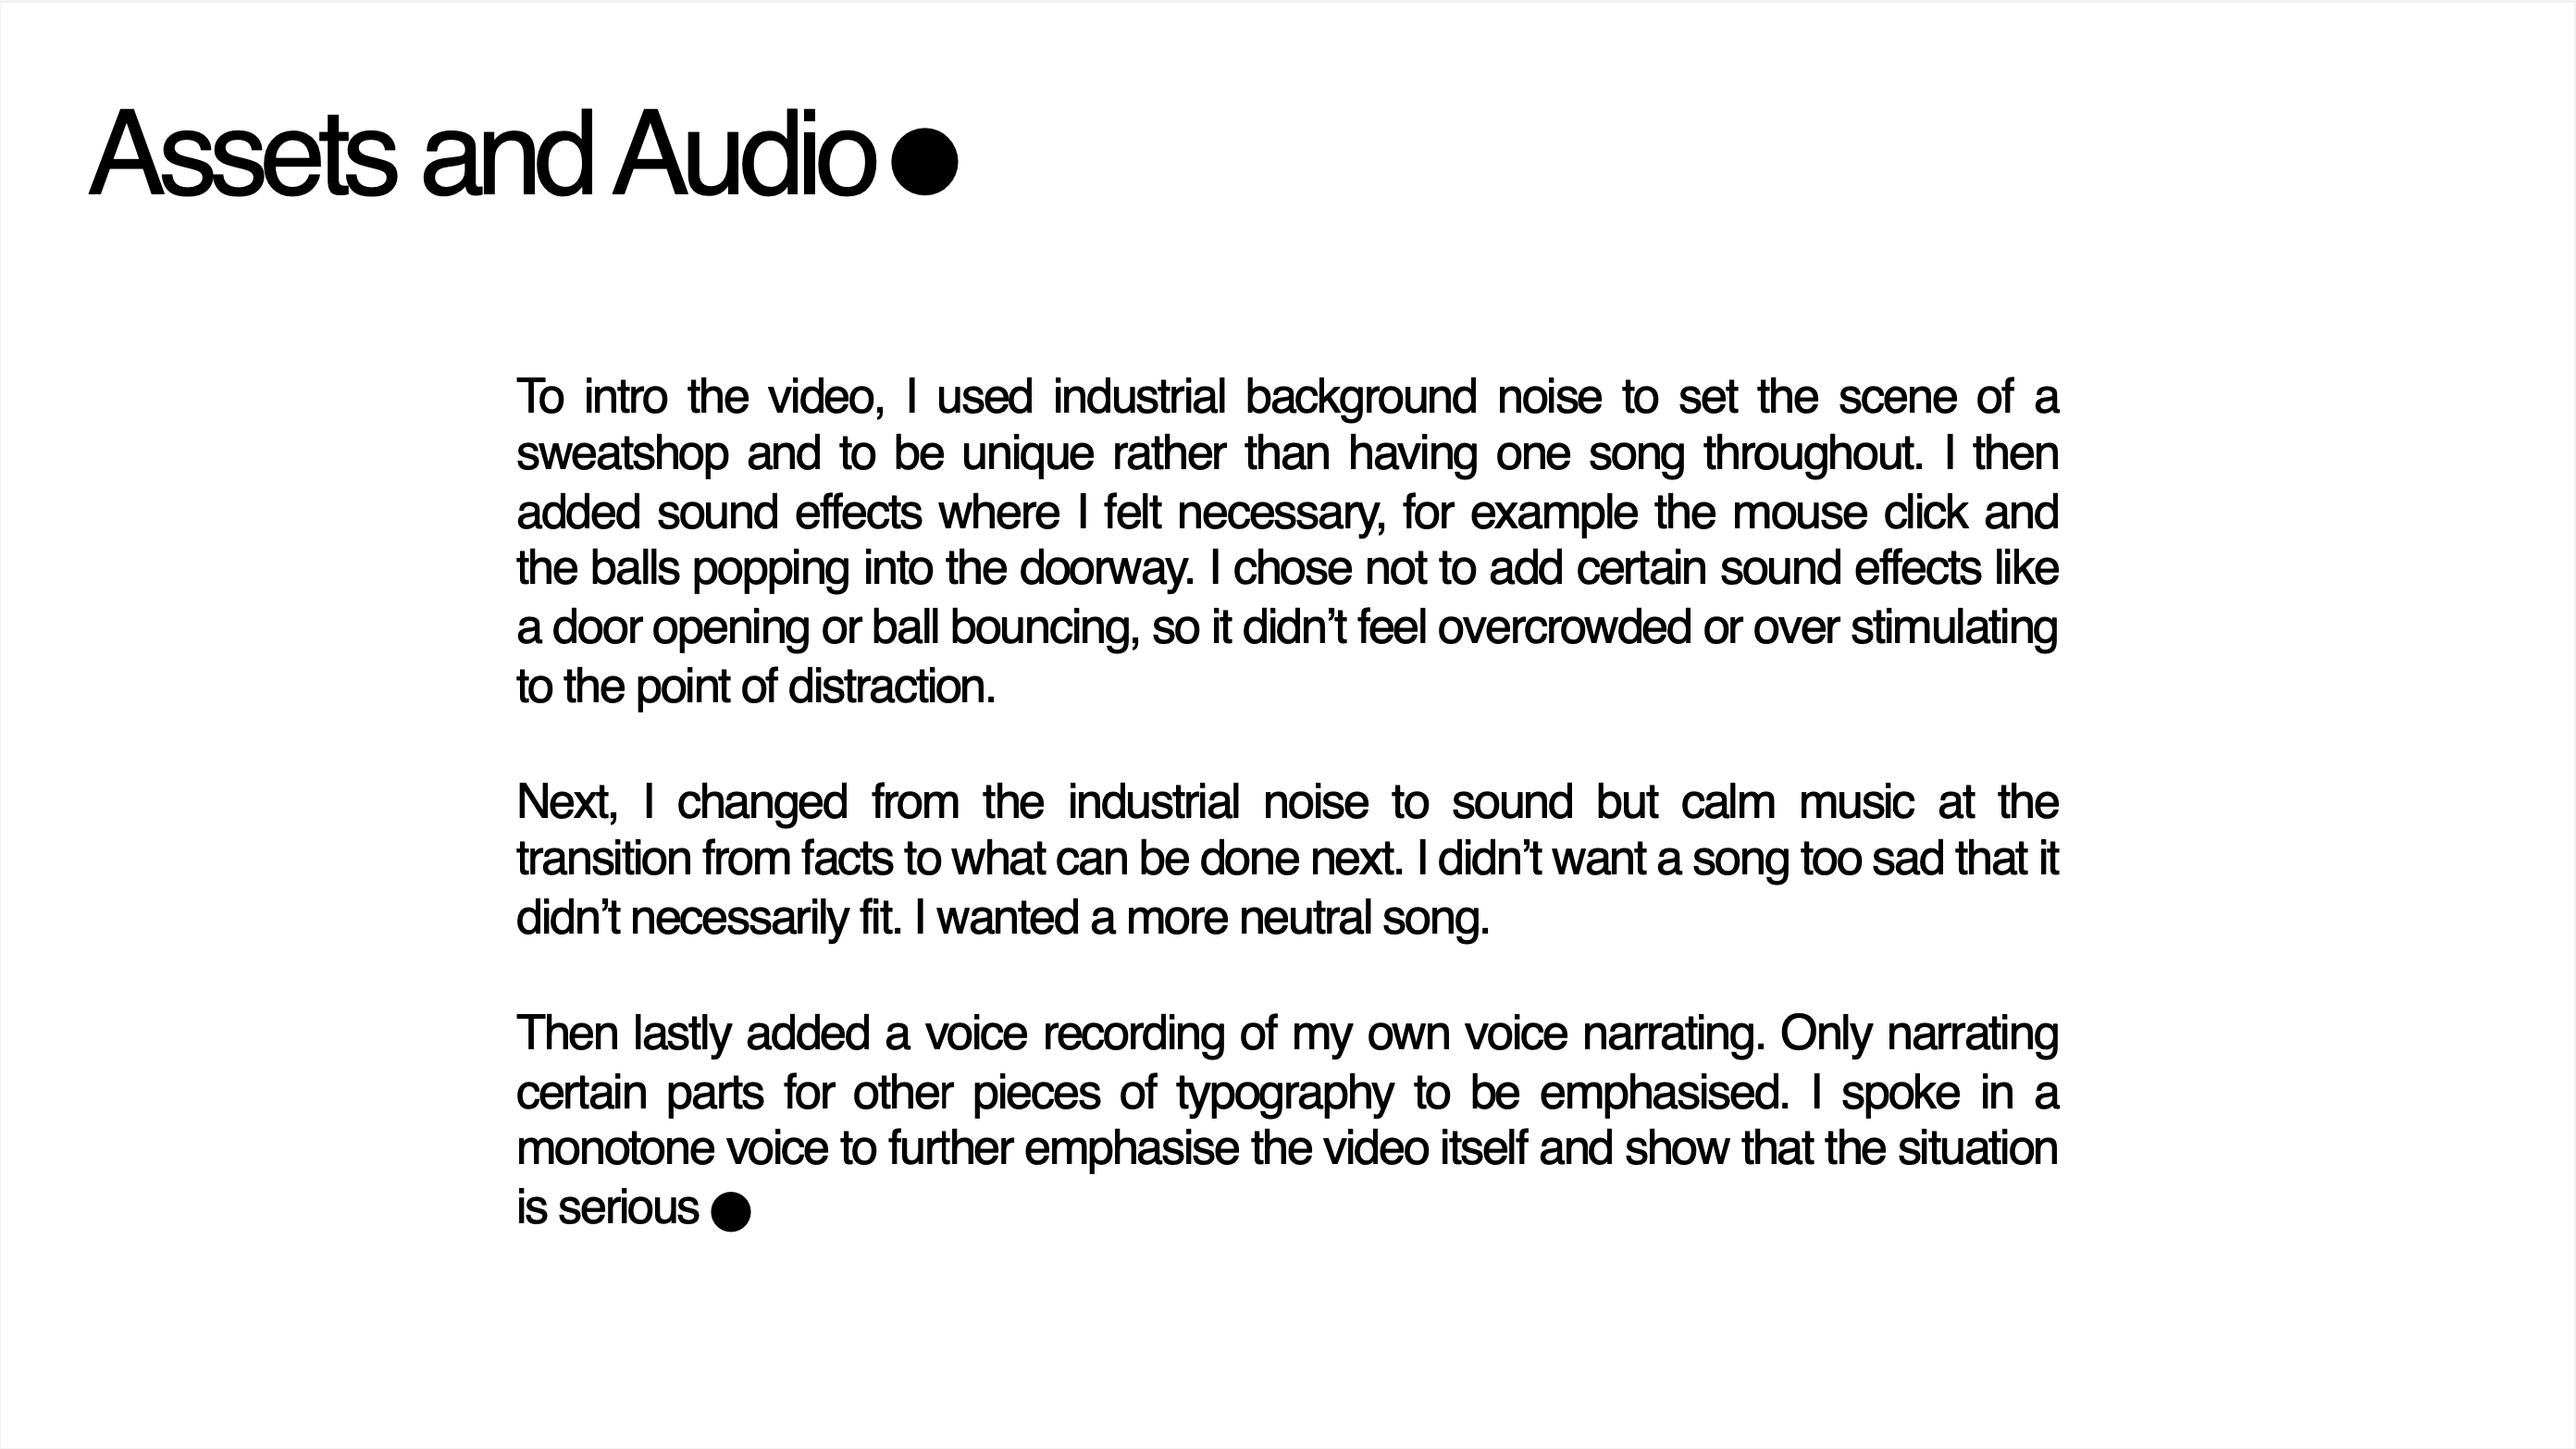 Assets and Audio
To intro the video, I used industrial background noise to set the scene of a
sweatshop and to be unique rather than having one song throughout. I then
added sound effects where I felt necessary, for example the mouse click and
the balls popping into the doorway. I chose not to add certain sound effects like
a door opening or ball bouncing, so it didn’t feel overcrowded or over stimulating
to the point of distraction.
Next, I changed from the industrial noise to sound but calm music at the
transition from facts to what can be done next. I didn’t want a song too sad that it
didn’t necessarily fit. I wanted a more neutral song.
Then lastly added a voice recording of my own voice narrating. Only narrating
certain parts for other pieces of typography to be emphasised. I spoke in a
monotone voice to further emphasise the video itself and show that the situation
is serious